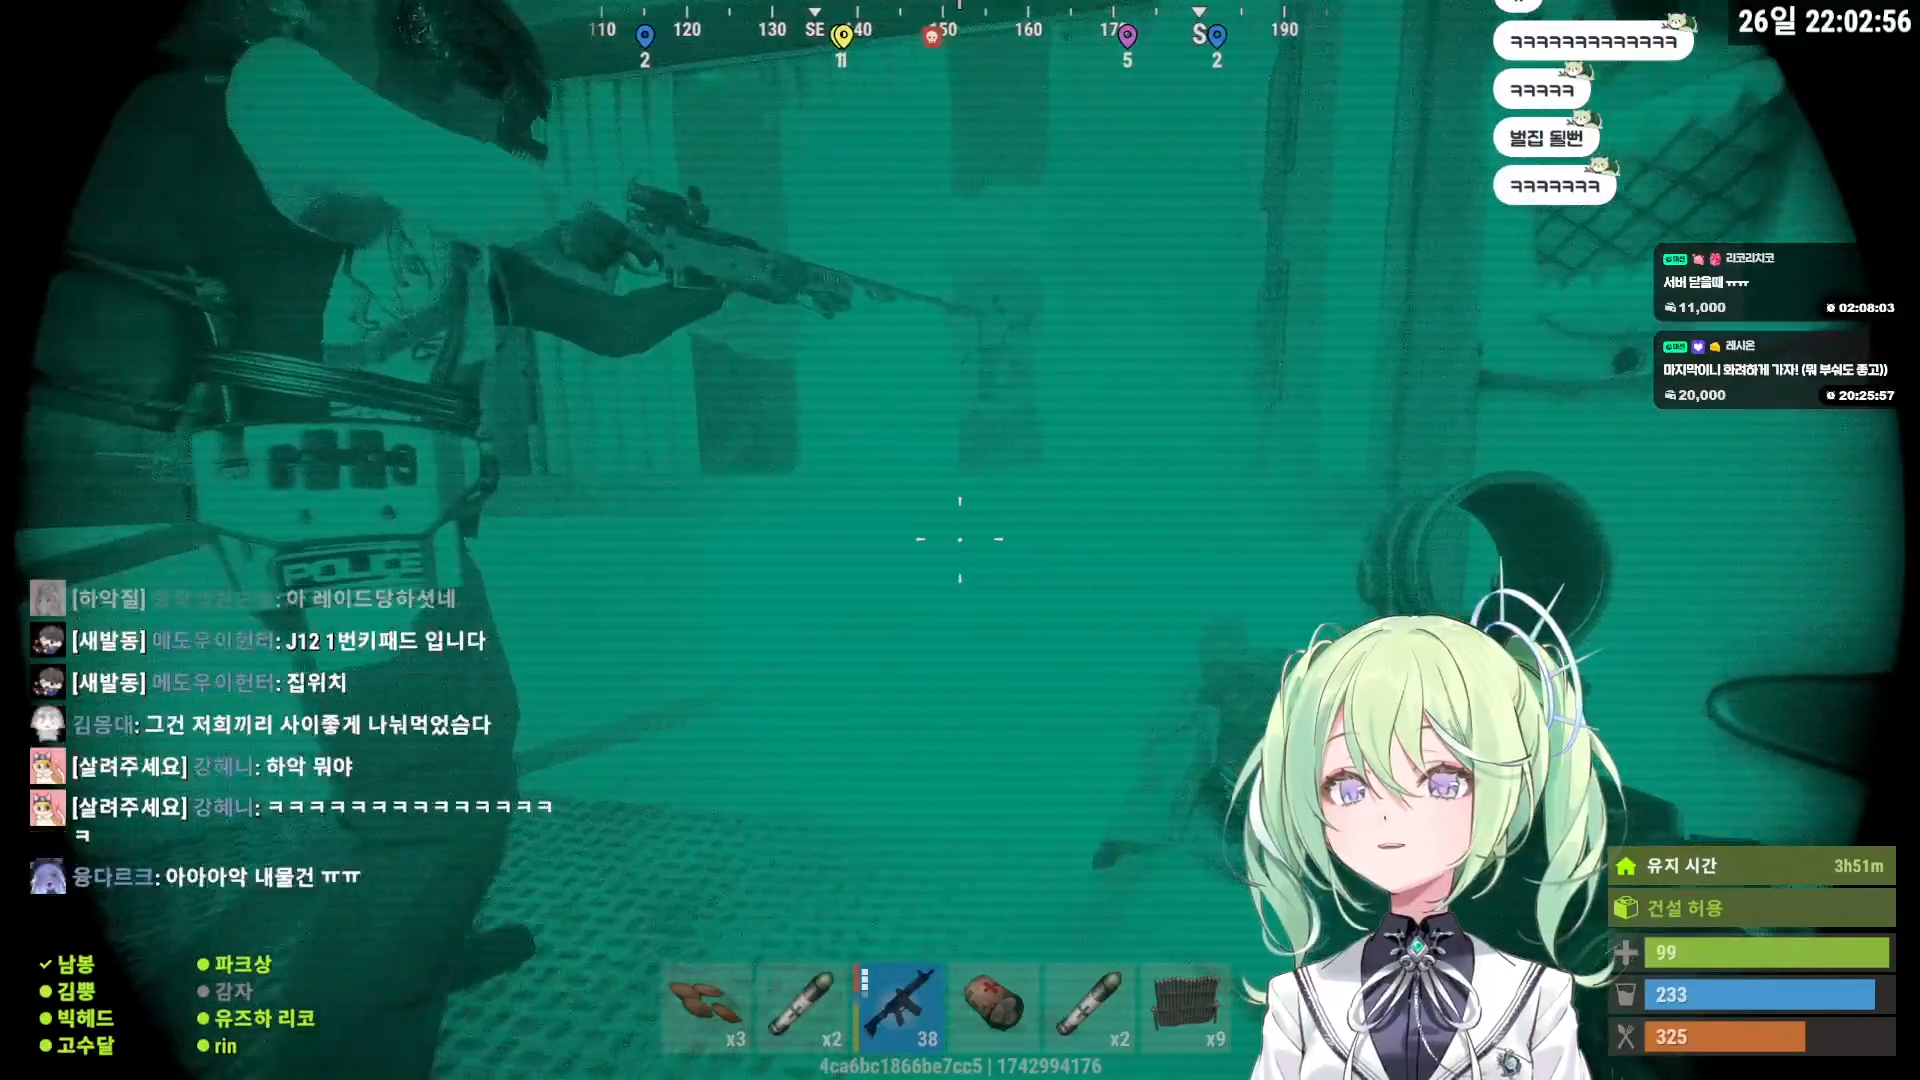 110 120 130 SE 140 150 160 170 S 190
2 11 5 2
26일 22:02:56
ㅋㅋㅋㅋㅋㅋㅋㅋㅋㅋㅋㅋㅋ
ㅋㅋㅋㅋㅋ
벌집 될뻔
ㅋㅋㅋㅋㅋㅋㅋ
미션 리코리치코
서버 닫을때 ㅠㅠ
11,000 02:08:03
미션 레시온
마지막이니 화려하게 가자! (뭐 부숴도 좋고))
20,000 20:25:57
POLICE
[하악질] : 아 레이드당하셧네
[새발동] 메도우이헌터: J12 1번키패드 입니다
[새발동] 메도우이헌터: 집위치
김몽대: 그건 저희끼리 사이좋게 나눠먹었슴다
[살려주세요] 강헤니: 하악 뭐야
[살려주세요] 강헤니: ㅋㅋㅋㅋㅋㅋㅋㅋㅋㅋㅋㅋㅋㅋ
ㅋ
융다르크: 아아아악 내물건 ㅠㅠ
남봉 파크상
김뿡 감자
빅헤드 유즈하 리코
고수달 rin
x3 x2 38 x2 x9
4ca6bc1866be7cc5 | 1742994176
유지 시간 3h51m
건설 허용
99
233
325